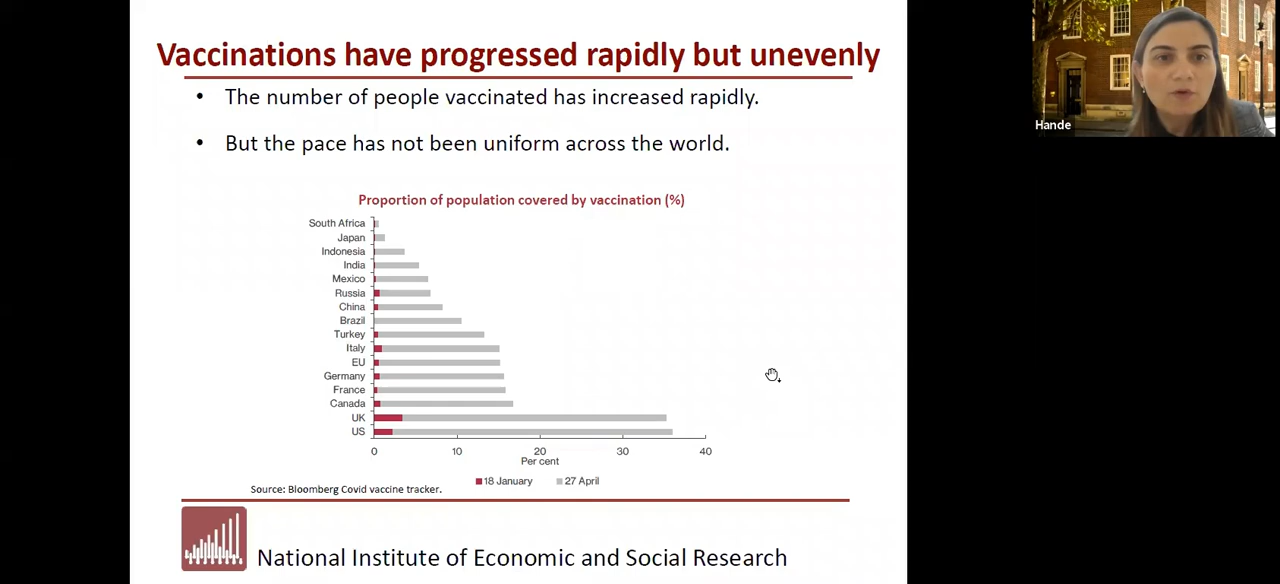 Vaccinations have progressed rapidly but unevenly
• The number of people vaccinated has increased rapidly.
• But the pace has not been uniform across the world.
Hande
Proportion of population covered by vaccination (%)
South Africa
Japan
Indonesia
India
Mexico
Russia
China
Brazil
Turkey
Italy
EU
Germany
France
Canada
UK
US
0 10 20 30 40
Per cent
18 January 27 April
Source: Bloomberg Covid vaccine tracker.
National Institute of Economic and Social Research